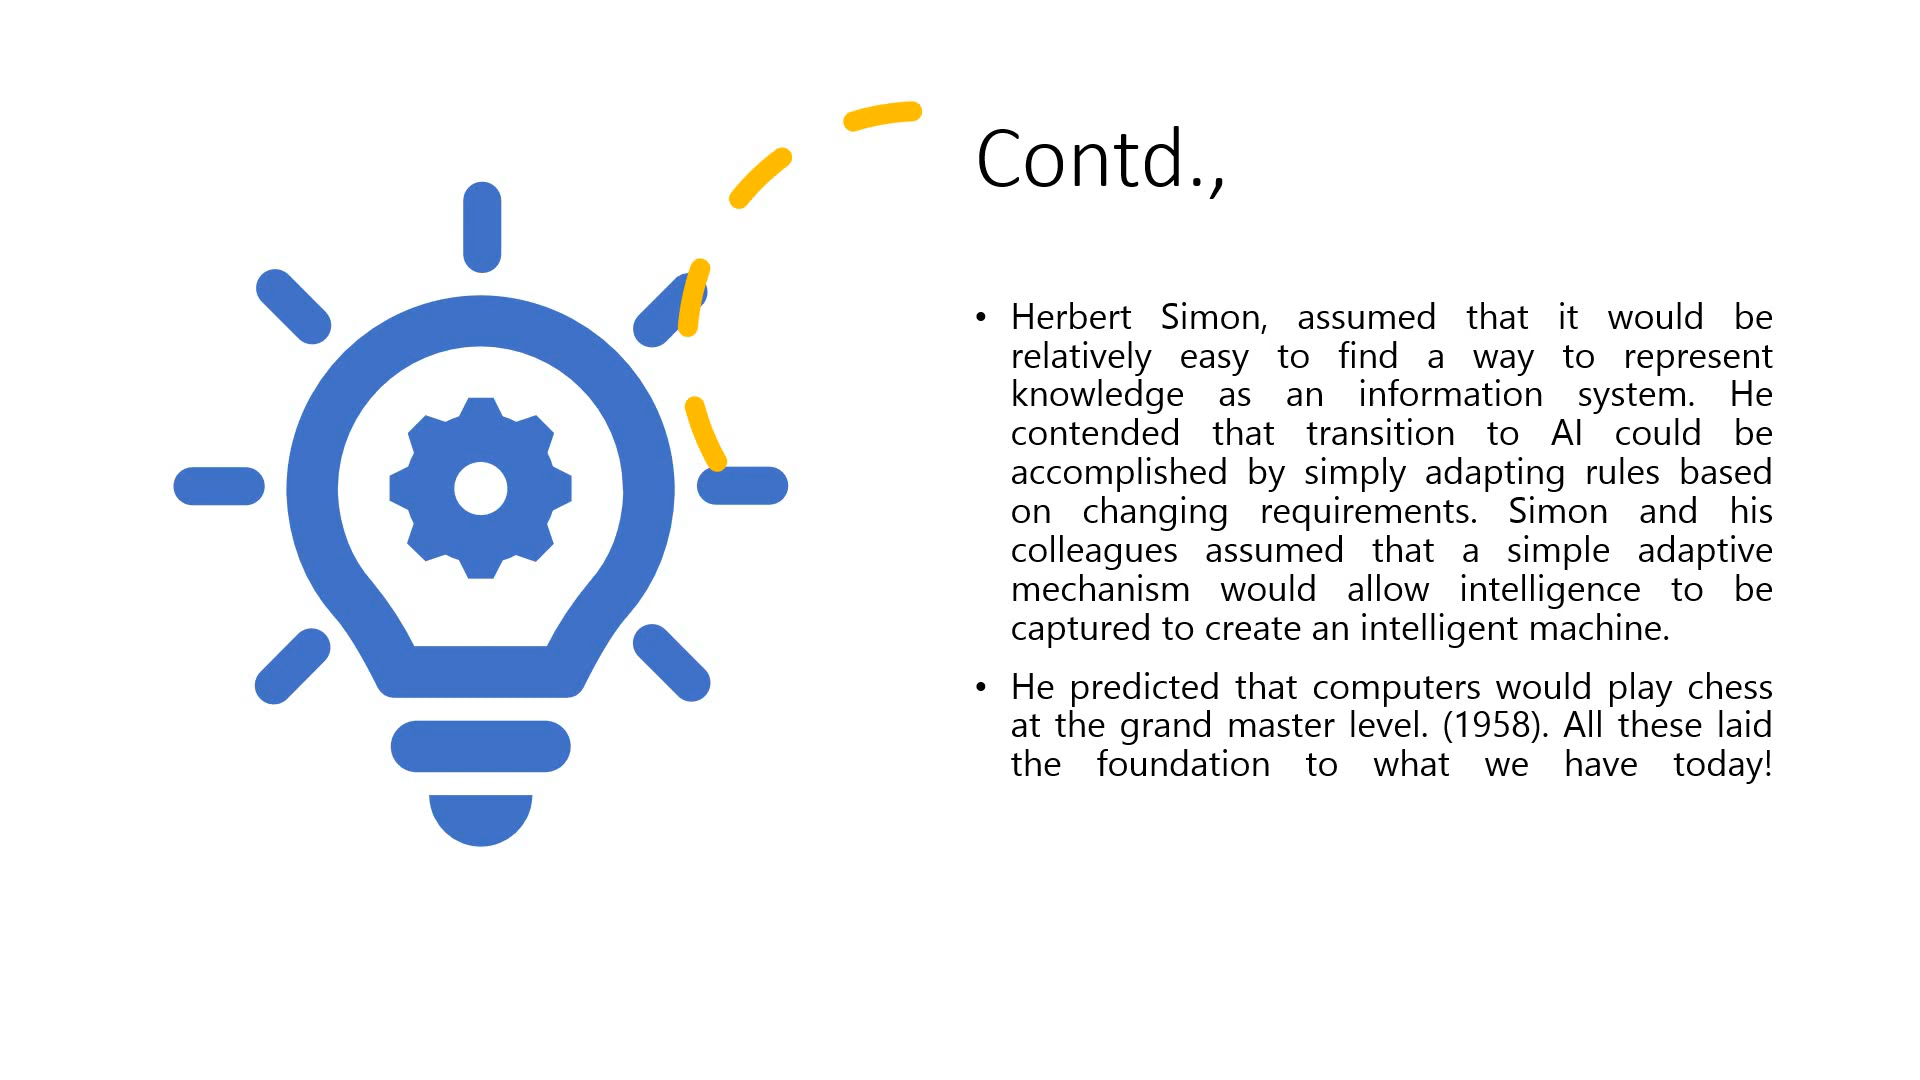 Contd.,
• Herbert Simon, assumed that it would be
relatively easy to find a way to represent
knowledge as an information system. He
contended that transition to AI could be
accomplished by simply adapting rules based
on changing requirements. Simon and his
colleagues assumed that a simple adaptive
mechanism would allow intelligence to be
captured to create an intelligent machine.
• He predicted that computers would play chess
at the grand master level. (1958). All these laid
the foundation to what we have today!